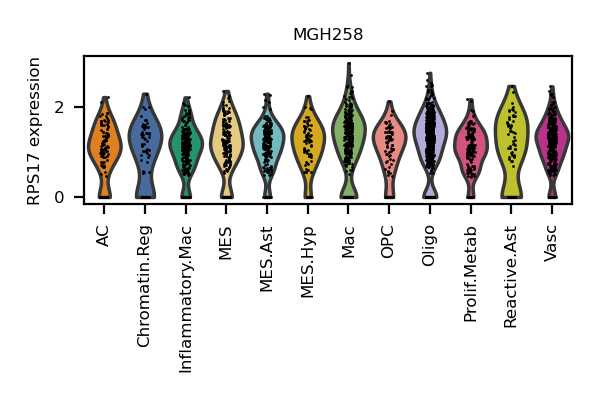 MGH258
RPS17 expression
2
0
AC
Chromatin.Reg
Inflammatory.Mac
MES
MES.Ast
MES.Hyp
Mac
OPC
Oligo
Prolif.Metab
Reactive.Ast
Vasc